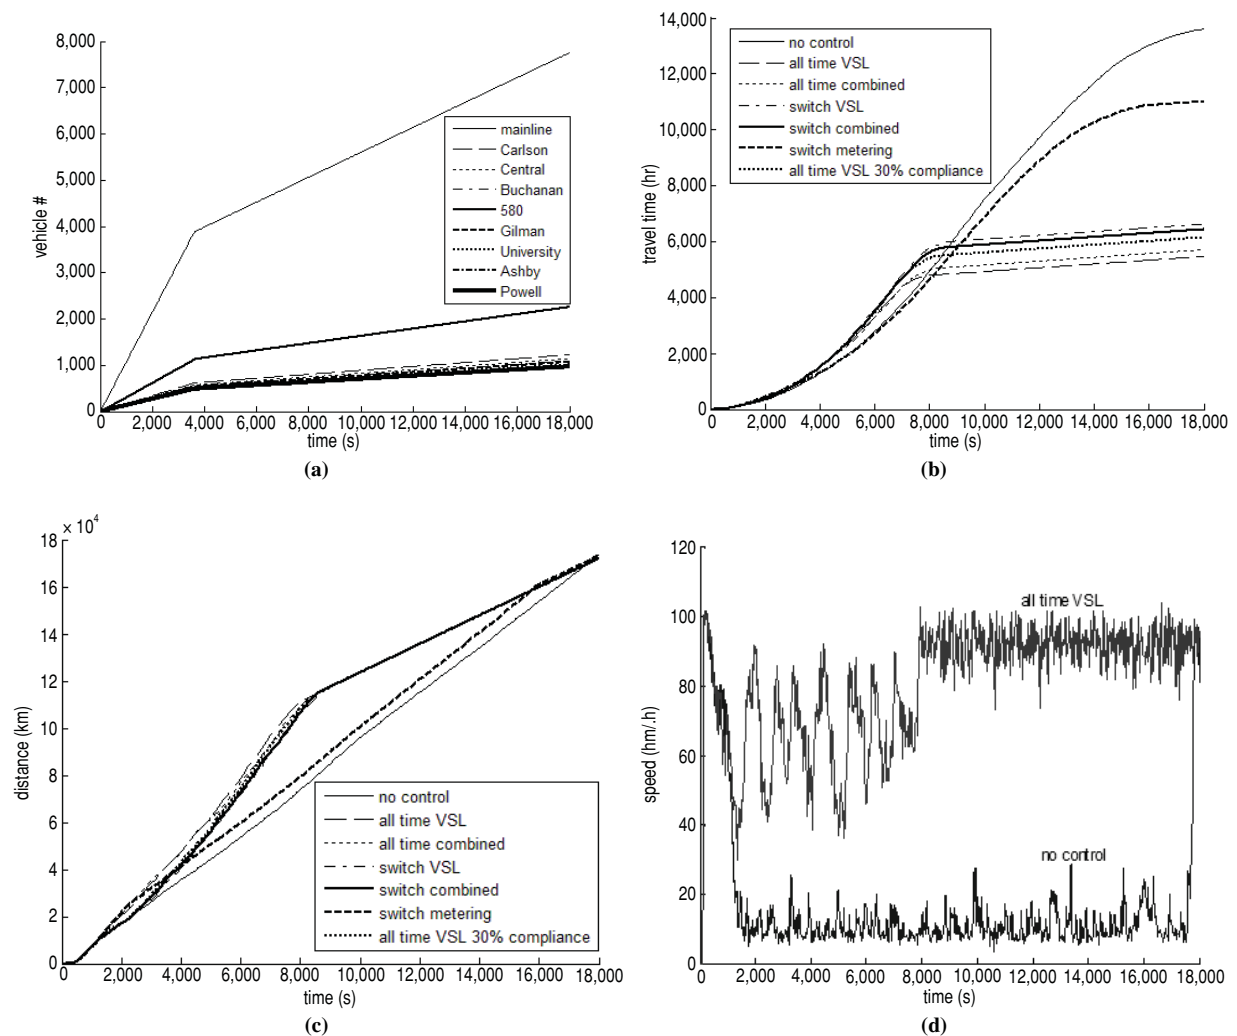 8,000
7,000
6,000
5,000
4,000
3,000
2,000
1,000
0
vehicle #
mainline
Carlson
Central
Buchanan
580
Gilman
University
Ashby
Powell
0 2,000 4,000 6,000 8,000 10,000 12,000 14,000 16,000 18,000
time (s)
(a)
14,000
12,000
10,000
8,000
6,000
4,000
2,000
0
travel time (hr)
no control
all time VSL
all time combined
switch VSL
switch combined
switch metering
all time VSL 30% compliance
0 2,000 4,000 6,000 8,000 10,000 12,000 14,000 16,000 18,000
time (s)
(b)
× 10^4
18
16
14
12
10
8
6
4
2
0
distance (km)
no control
all time VSL
all time combined
switch VSL
switch combined
switch metering
all time VSL 30% compliance
0 2,000 4,000 6,000 8,000 10,000 12,000 14,000 16,000 18,000
time (s)
(c)
120
100
80
60
40
20
0
speed (hm/.h)
all time VSL
no control
0 2,000 4,000 6,000 8,000 10,000 12,000 14,000 16,000 18,000
time (s)
(d)